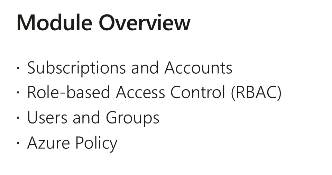 Module Overview
· Subscriptions and Accounts
· Role-based Access Control (RBAC)
· Users and Groups
· Azure Policy